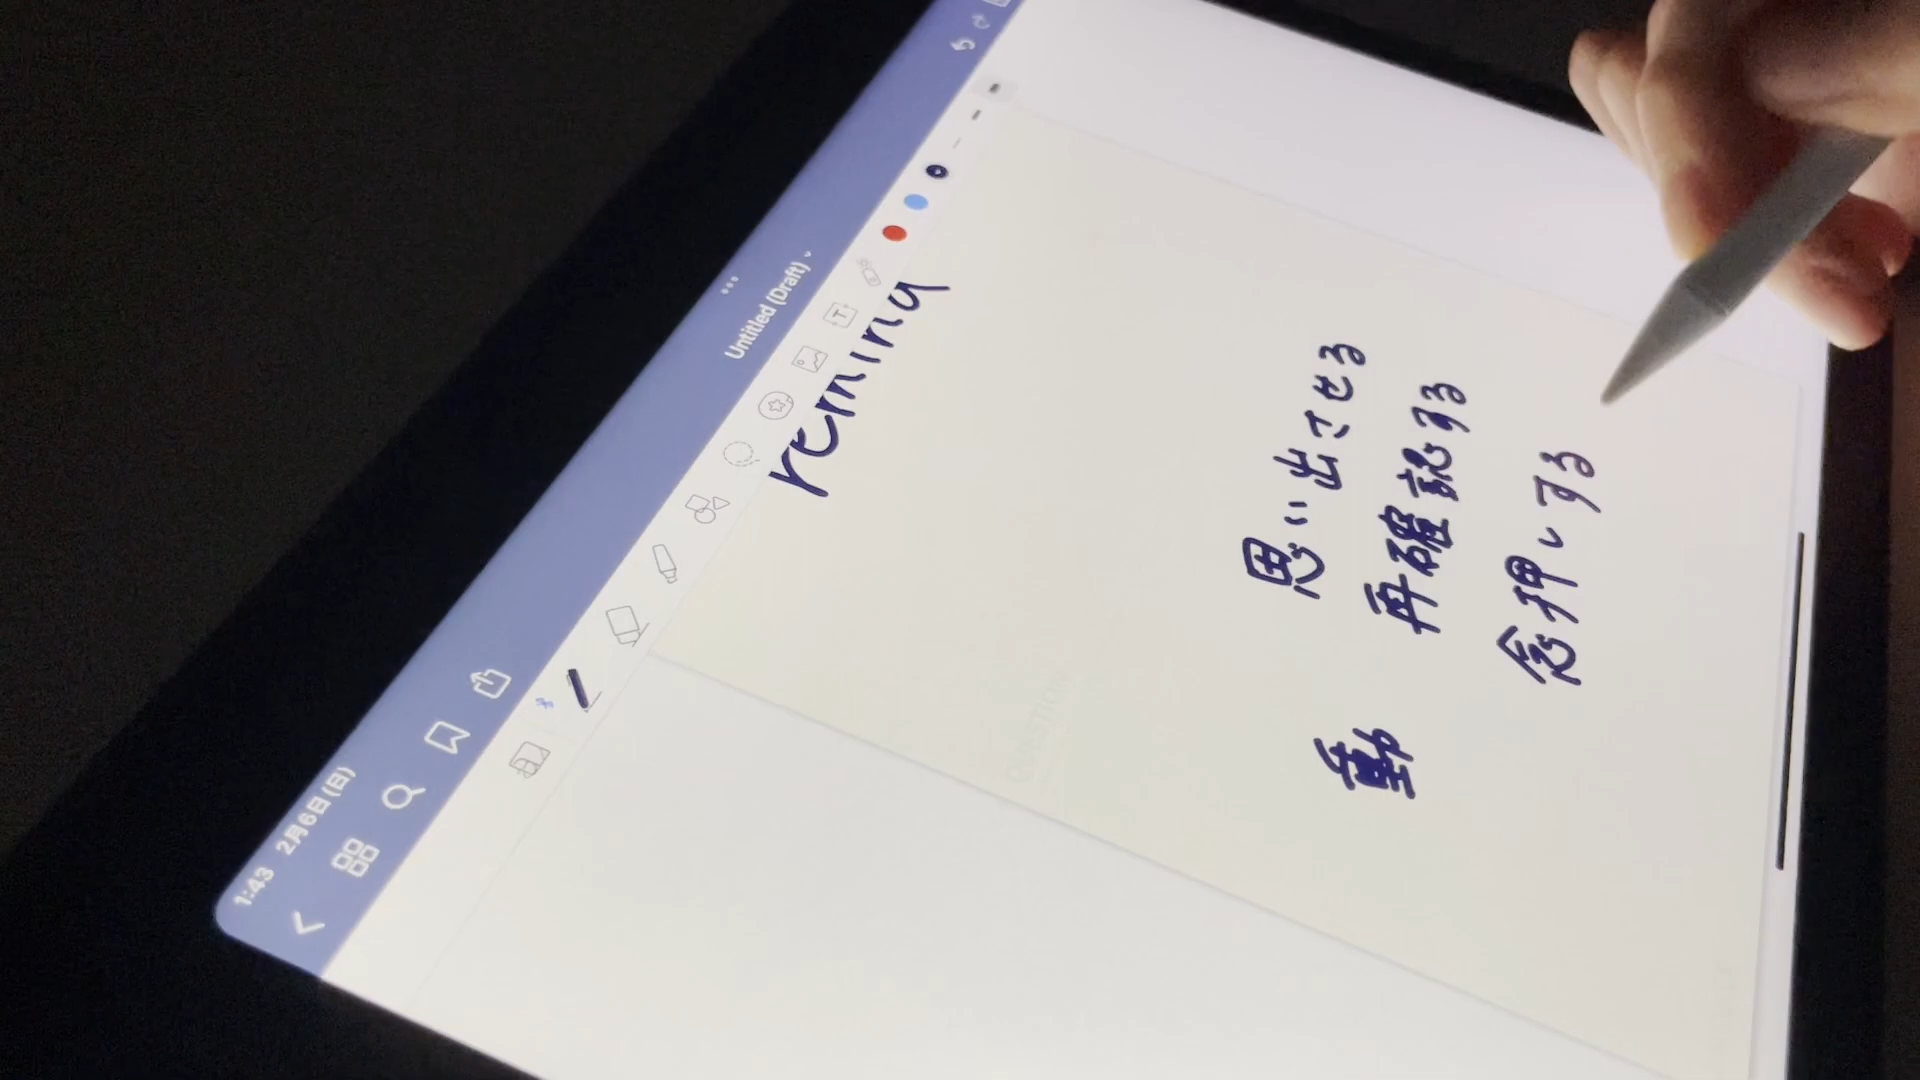 1:43 2月6日(日)
Untitled (Draft)
T
remind
QUESTION
動
思い出させる
再確認する
念押しする